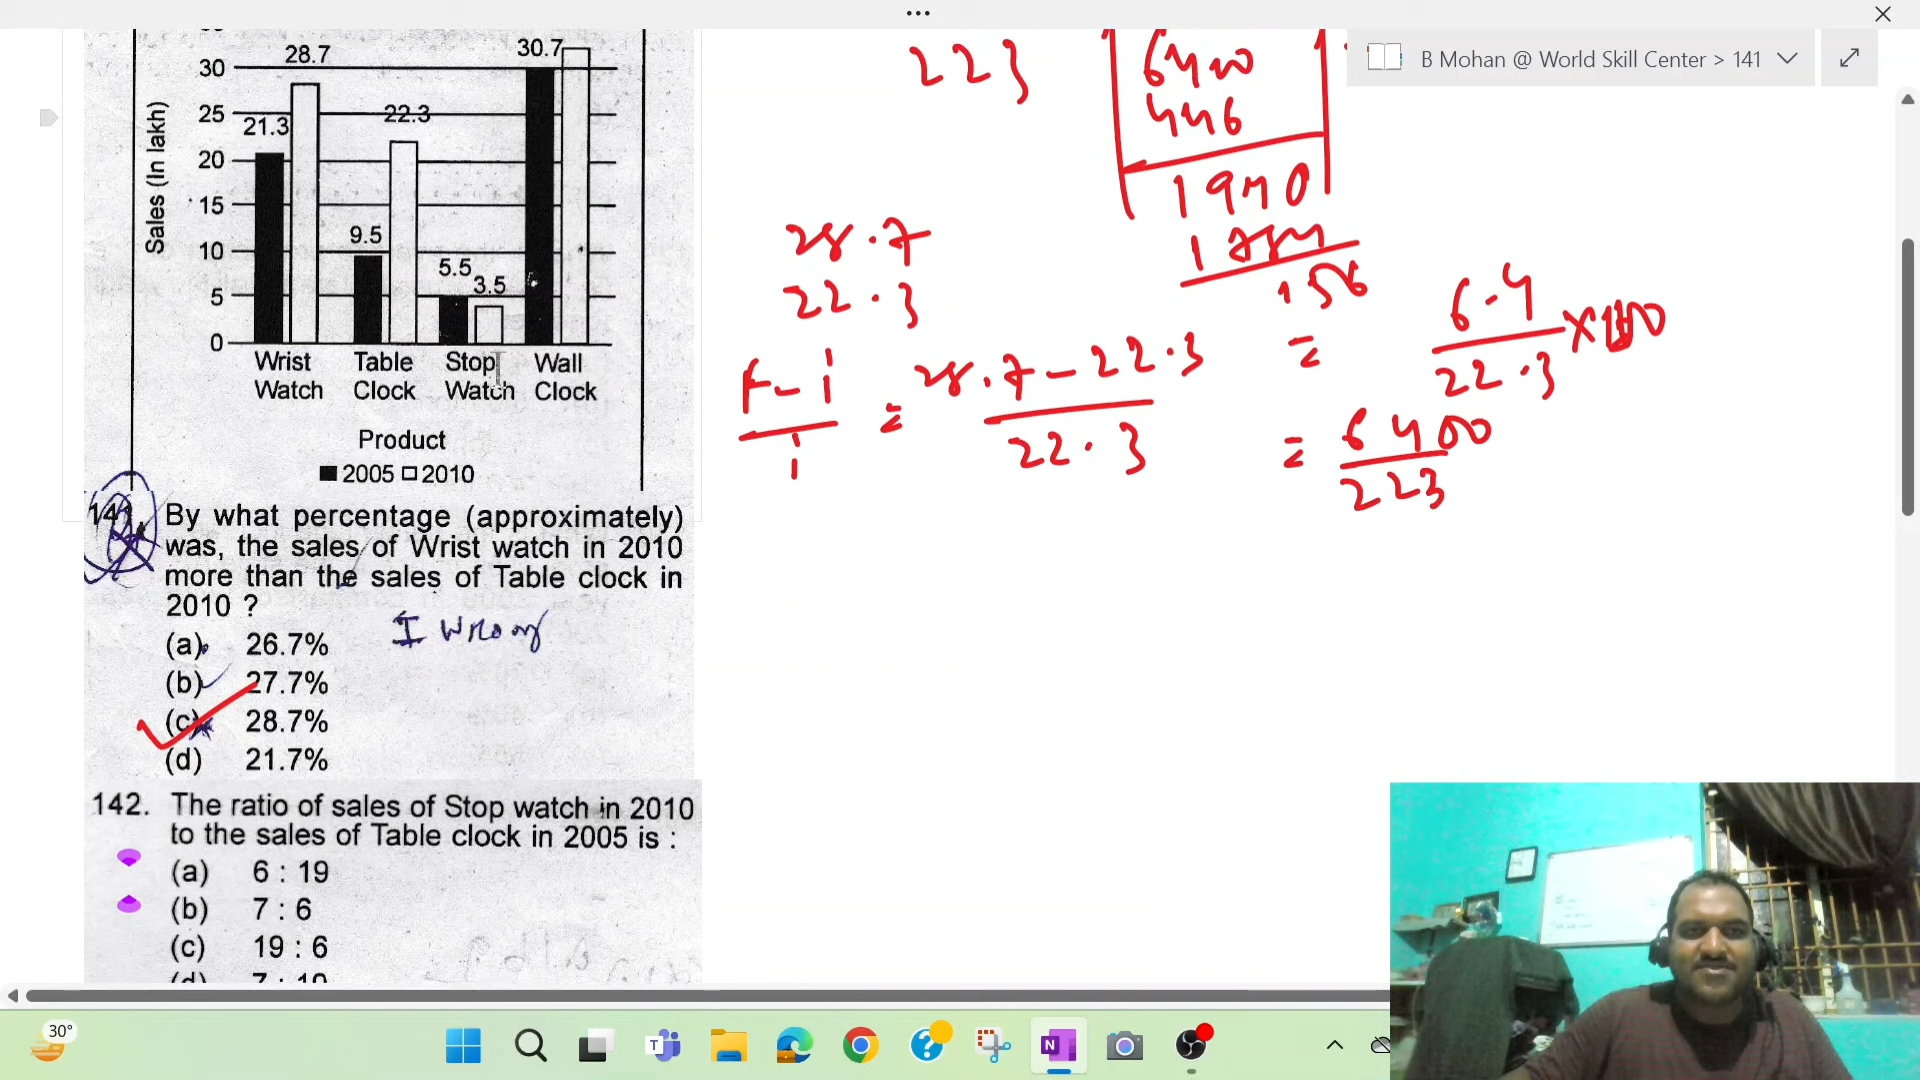 B Mohan @ World Skill Center > 141
Sales (In lakh)
30
25
20
15
10
5
0
21.3
28.7
9.5
22.3
5.5
3.5
30.7
Wrist Watch
Table Clock
Stop Watch
Wall Clock
Product
2005 2010
141. By what percentage (approximately)
was, the sales of Wrist watch in 2010
more than the sales of Table clock in
2010 ?
I wrong
(a) 26.7%
(b) 27.7%
(c) 28.7%
(d) 21.7%
142. The ratio of sales of Stop watch in 2010
to the sales of Table clock in 2005 is :
(a) 6 : 19
(b) 7 : 6
(c) 19 : 6
(d) 7 : 19
223
6400
446
1940
1784
156
28.7
22.3
F-i
i
= 28.7-22.3
22.3
= 6.4
22.3
×100
= 6400
223
30°